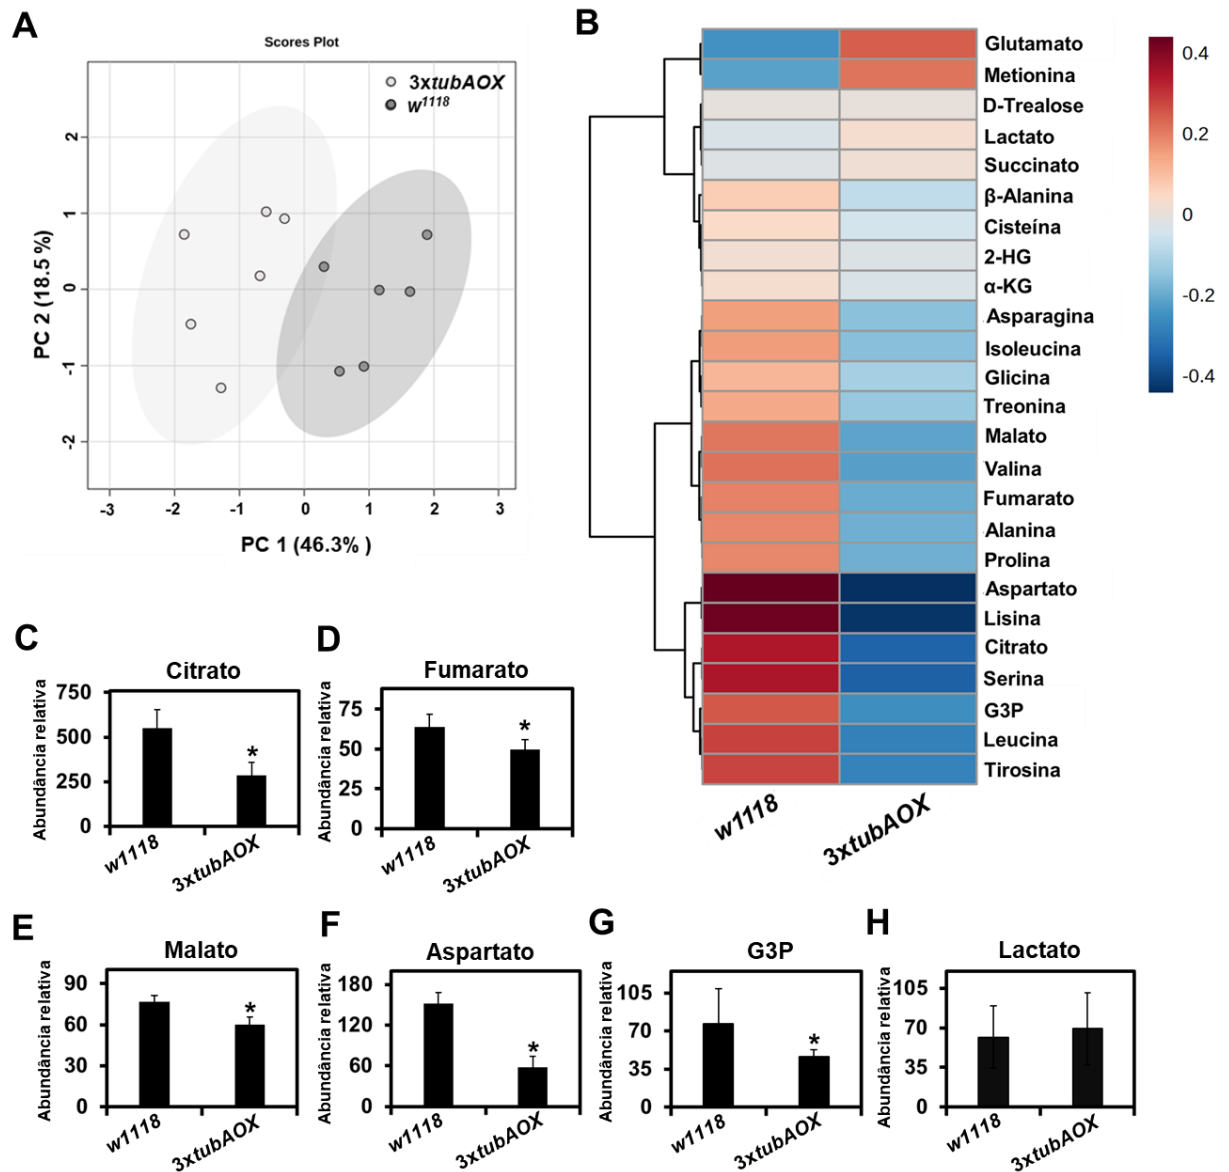 A
Scores Plot
3xtubAOX
w1118
2
1
0
-1
-2
PC 2 (18.5 %)
-3
-2
-1
0
1
2
3
PC 1 (46.3% )
B
Glutamato
Metionina
D-Trealose
Lactato
Succinato
β-Alanina
Cisteína
2-HG
α-KG
Asparagina
Isoleucina
Glicina
Treonina
Malato
Valina
Fumarato
Alanina
Prolina
Aspartato
Lisina
Citrato
Serina
G3P
Leucina
Tirosina
w1118
3xtubAOX
0.4
0.2
0
-0.2
-0.4
C
Citrato
Abundância relativa
750
500
250
0
*
w1118
3xtubAOX
D
Fumarato
Abundância relativa
75
50
25
0
*
w1118
3xtubAOX
E
Malato
Abundância relativa
90
60
30
0
*
w1118
3xtubAOX
F
Aspartato
Abundância relativa
180
120
60
0
*
w1118
3xtubAOX
G
G3P
Abundância relativa
105
70
35
0
*
w1118
3xtubAOX
H
Lactato
Abundância relativa
105
70
35
0
w1118
3xtubAOX